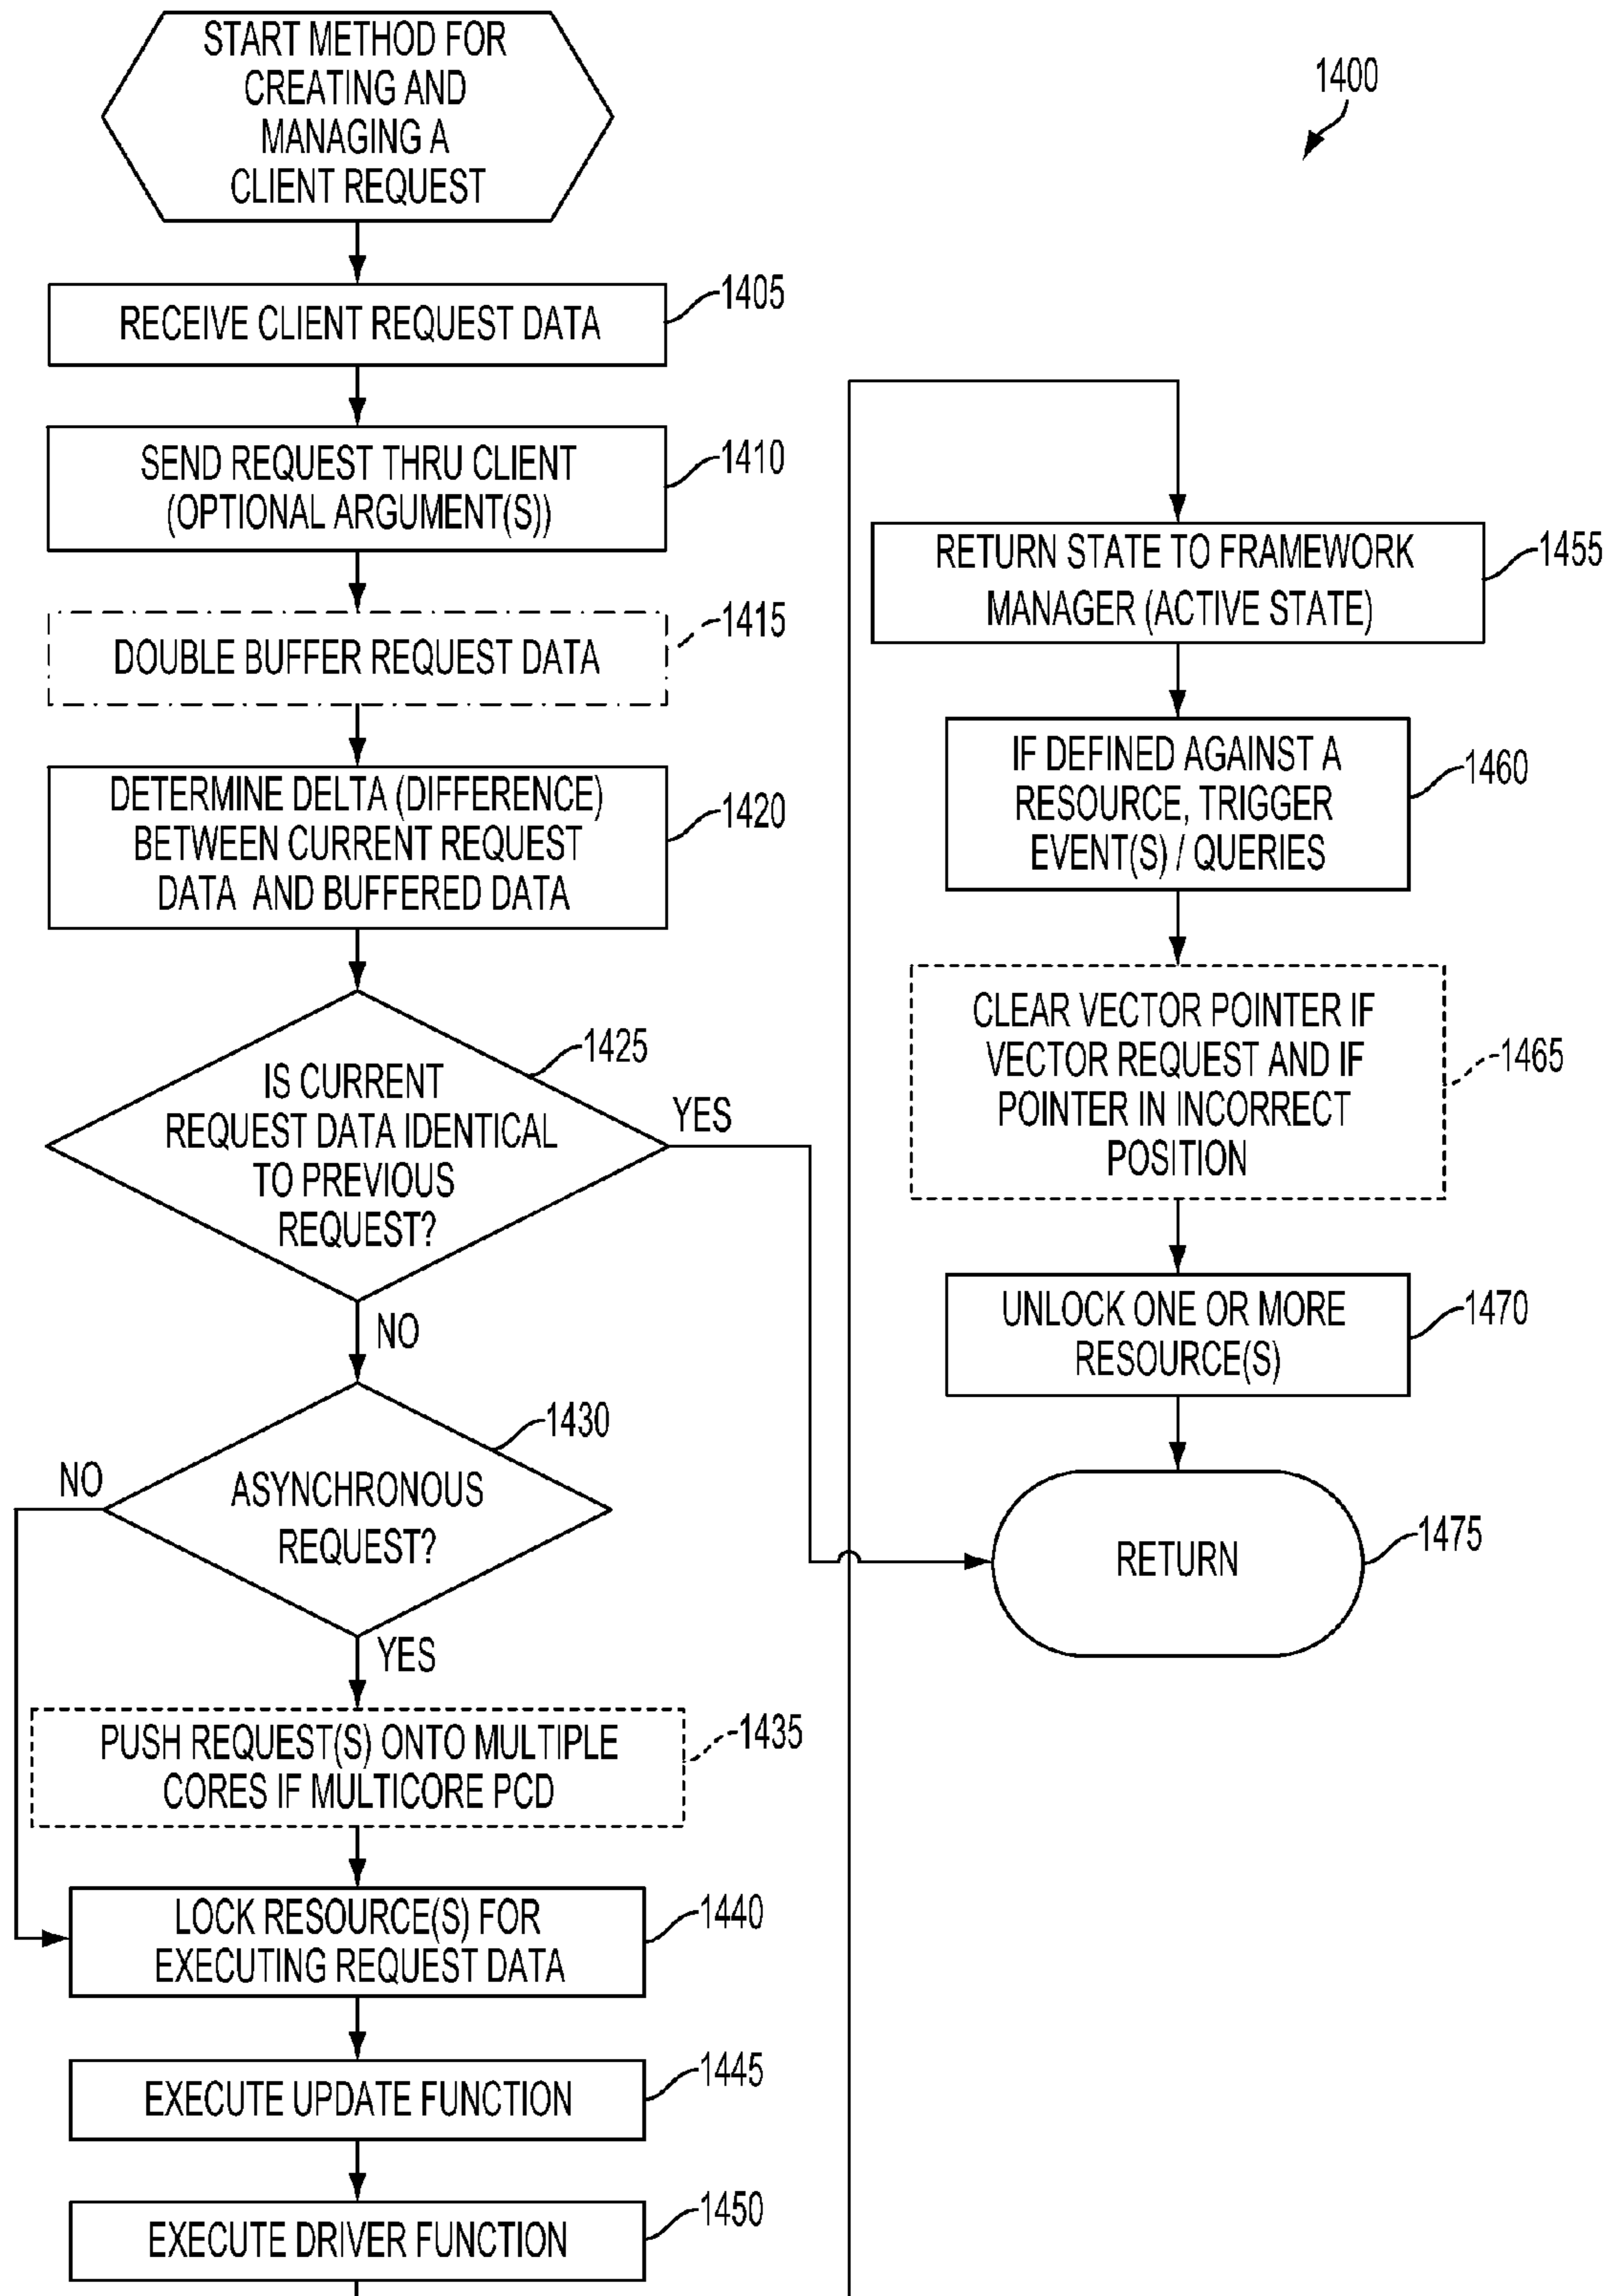 START METHOD FOR
CREATING AND
MANAGING A
CLIENT REQUEST
1400
RECEIVE CLIENT REQUEST DATA
1405
SEND REQUEST THRU CLIENT
(OPTIONAL ARGUMENT(S))
1410
DOUBLE BUFFER REQUEST DATA
1415
DETERMINE DELTA (DIFFERENCE)
BETWEEN CURRENT REQUEST
DATA AND BUFFERED DATA
1420
IS CURRENT
REQUEST DATA IDENTICAL
TO PREVIOUS
REQUEST?
1425
YES
NO
ASYNCHRONOUS
REQUEST?
1430
NO
YES
PUSH REQUEST(S) ONTO MULTIPLE
CORES IF MULTICORE PCD
1435
LOCK RESOURCE(S) FOR
EXECUTING REQUEST DATA
1440
EXECUTE UPDATE FUNCTION
1445
EXECUTE DRIVER FUNCTION
1450
RETURN STATE TO FRAMEWORK
MANAGER (ACTIVE STATE)
1455
IF DEFINED AGAINST A
RESOURCE, TRIGGER
EVENT(S) / QUERIES
1460
CLEAR VECTOR POINTER IF
VECTOR REQUEST AND IF
POINTER IN INCORRECT
POSITION
1465
UNLOCK ONE OR MORE
RESOURCE(S)
1470
RETURN
1475